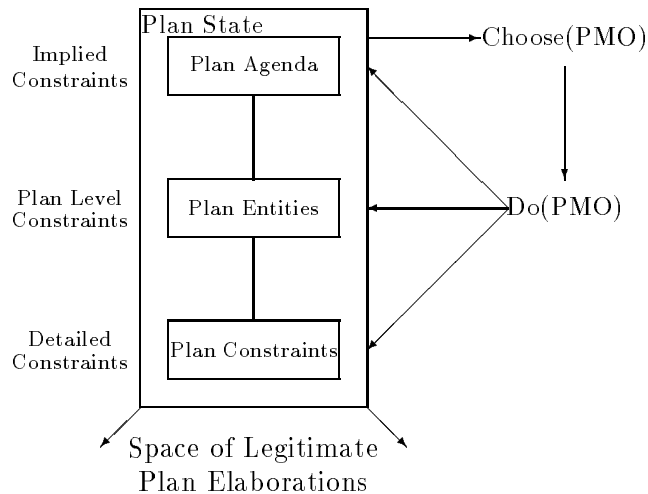 Plan State
Implied
Constraints
Plan Agenda
Choose(PMO)
Plan Level
Constraints
Plan Entities
Do(PMO)
Detailed
Constraints
Plan Constraints
Space of Legitimate
Plan Elaborations